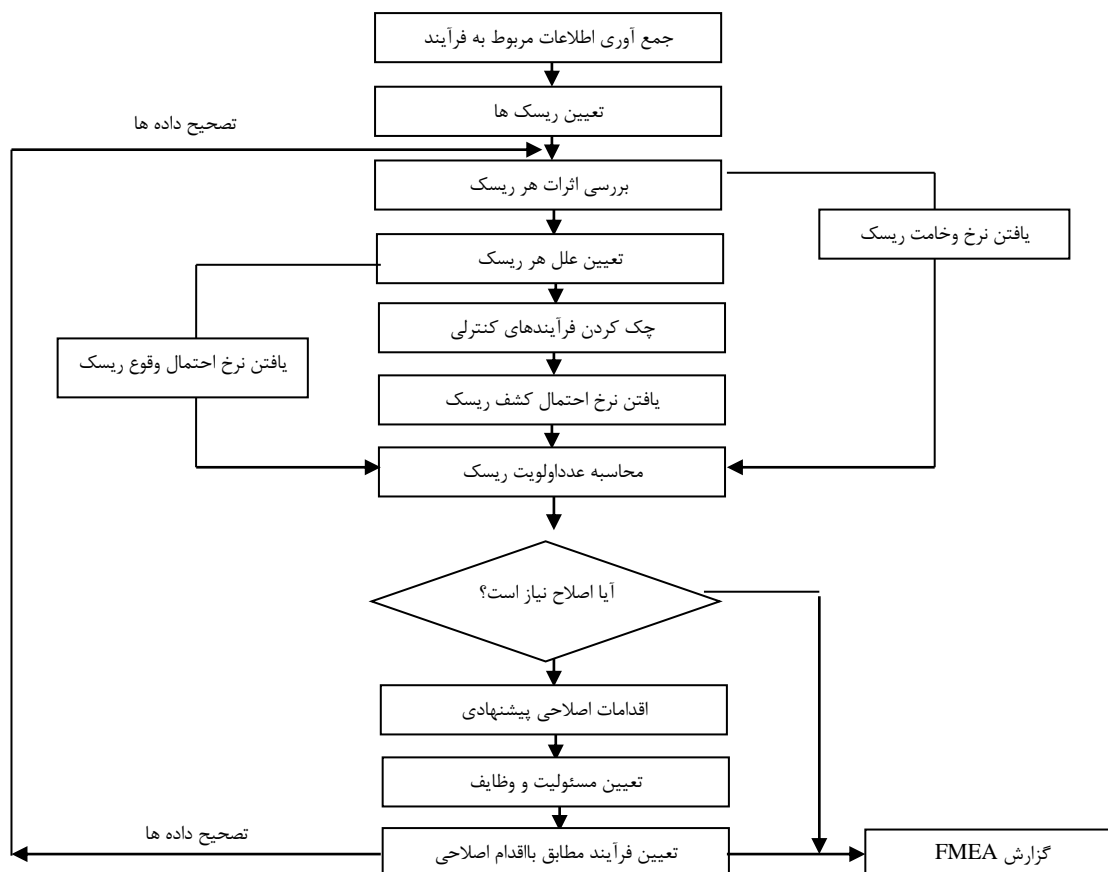 جمع آوری اطلاعات مربوط به فرآیند
تعیین ریسک ها
تصحیح داده ها
بررسی اثرات هر ریسک
یافتن نرخ وخامت ریسک
تعیین علل هر ریسک
چک کردن فرآیندهای کنترلی
یافتن نرخ احتمال وقوع ریسک
یافتن نرخ احتمال کشف ریسک
محاسبه عدداولویت ریسک
آیا اصلاح نیاز است؟
اقدامات اصلاحی پیشنهادی
تعیین مسئولیت و وظایف
تصحیح داده ها
تعیین فرآیند مطابق بااقدام اصلاحی
گزارش FMEA